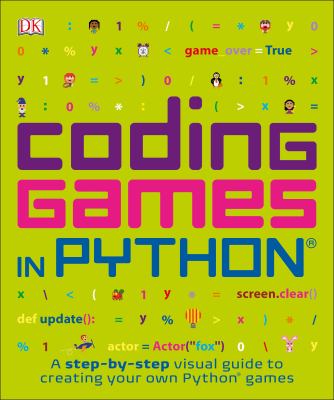 DK : 1 % / ( = * y
0 * % y x < game_over = True >
y 1 = > ) 0 / : 1 % x
: 0 % : ( > x =
coding
games
in python®
x \ < ( 1 y = screen.clear()
def update(): = y % > x ) * /
% 1 actor = Actor("fox") 0 \ y
A step-by-step visual guide to
creating your own Python® games